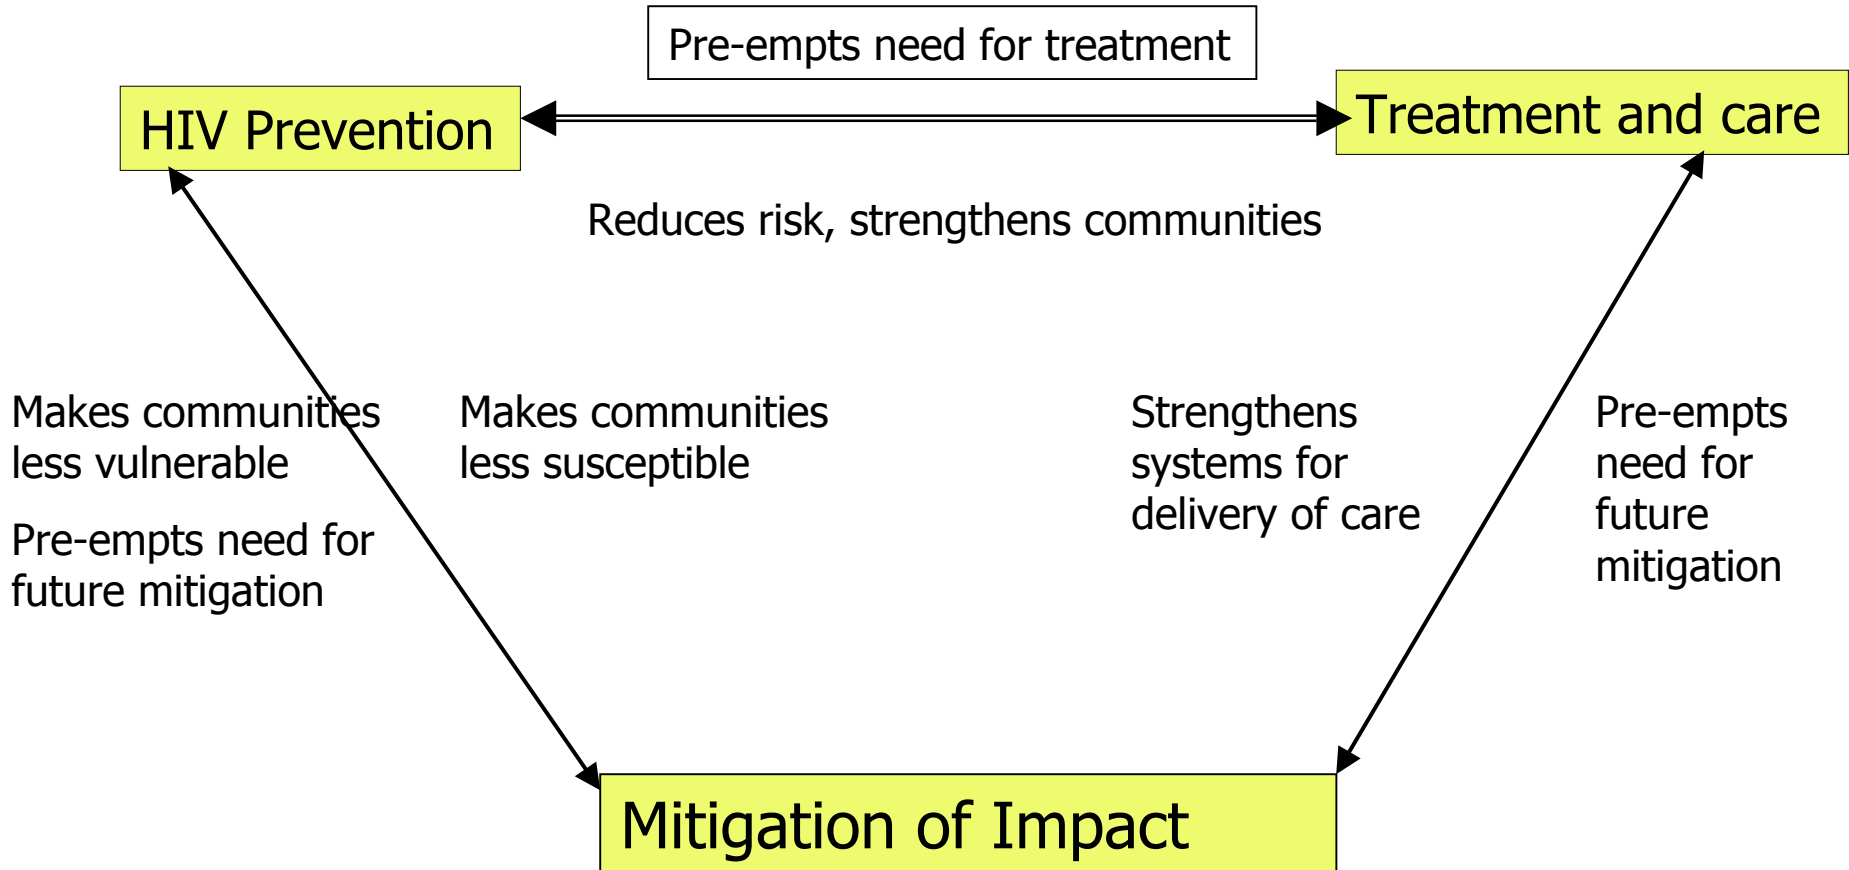 Pre-empts need for treatment
HIV Prevention
Treatment and care
Reduces risk, strengthens communities
Makes communities
less vulnerable
Pre-empts need for
future mitigation
Makes communities
less susceptible
Strengthens
systems for
delivery of care
Pre-empts
need for
future
mitigation
Mitigation of Impact